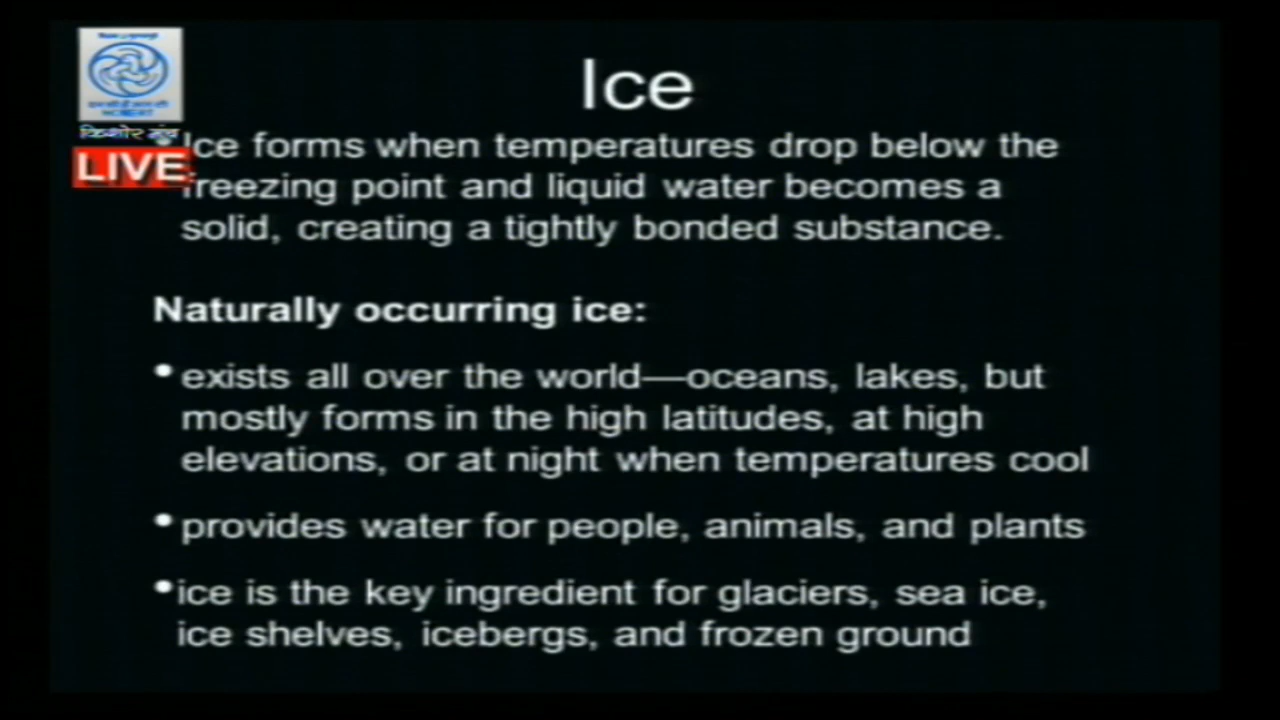 Ice
किशोर मंच
LIVE
• Ice forms when temperatures drop below the
freezing point and liquid water becomes a
solid, creating a tightly bonded substance.
Naturally occurring ice:
• exists all over the world—oceans, lakes, but
mostly forms in the high latitudes, at high
elevations, or at night when temperatures cool
• provides water for people, animals, and plants
• ice is the key ingredient for glaciers, sea ice,
ice shelves, icebergs, and frozen ground